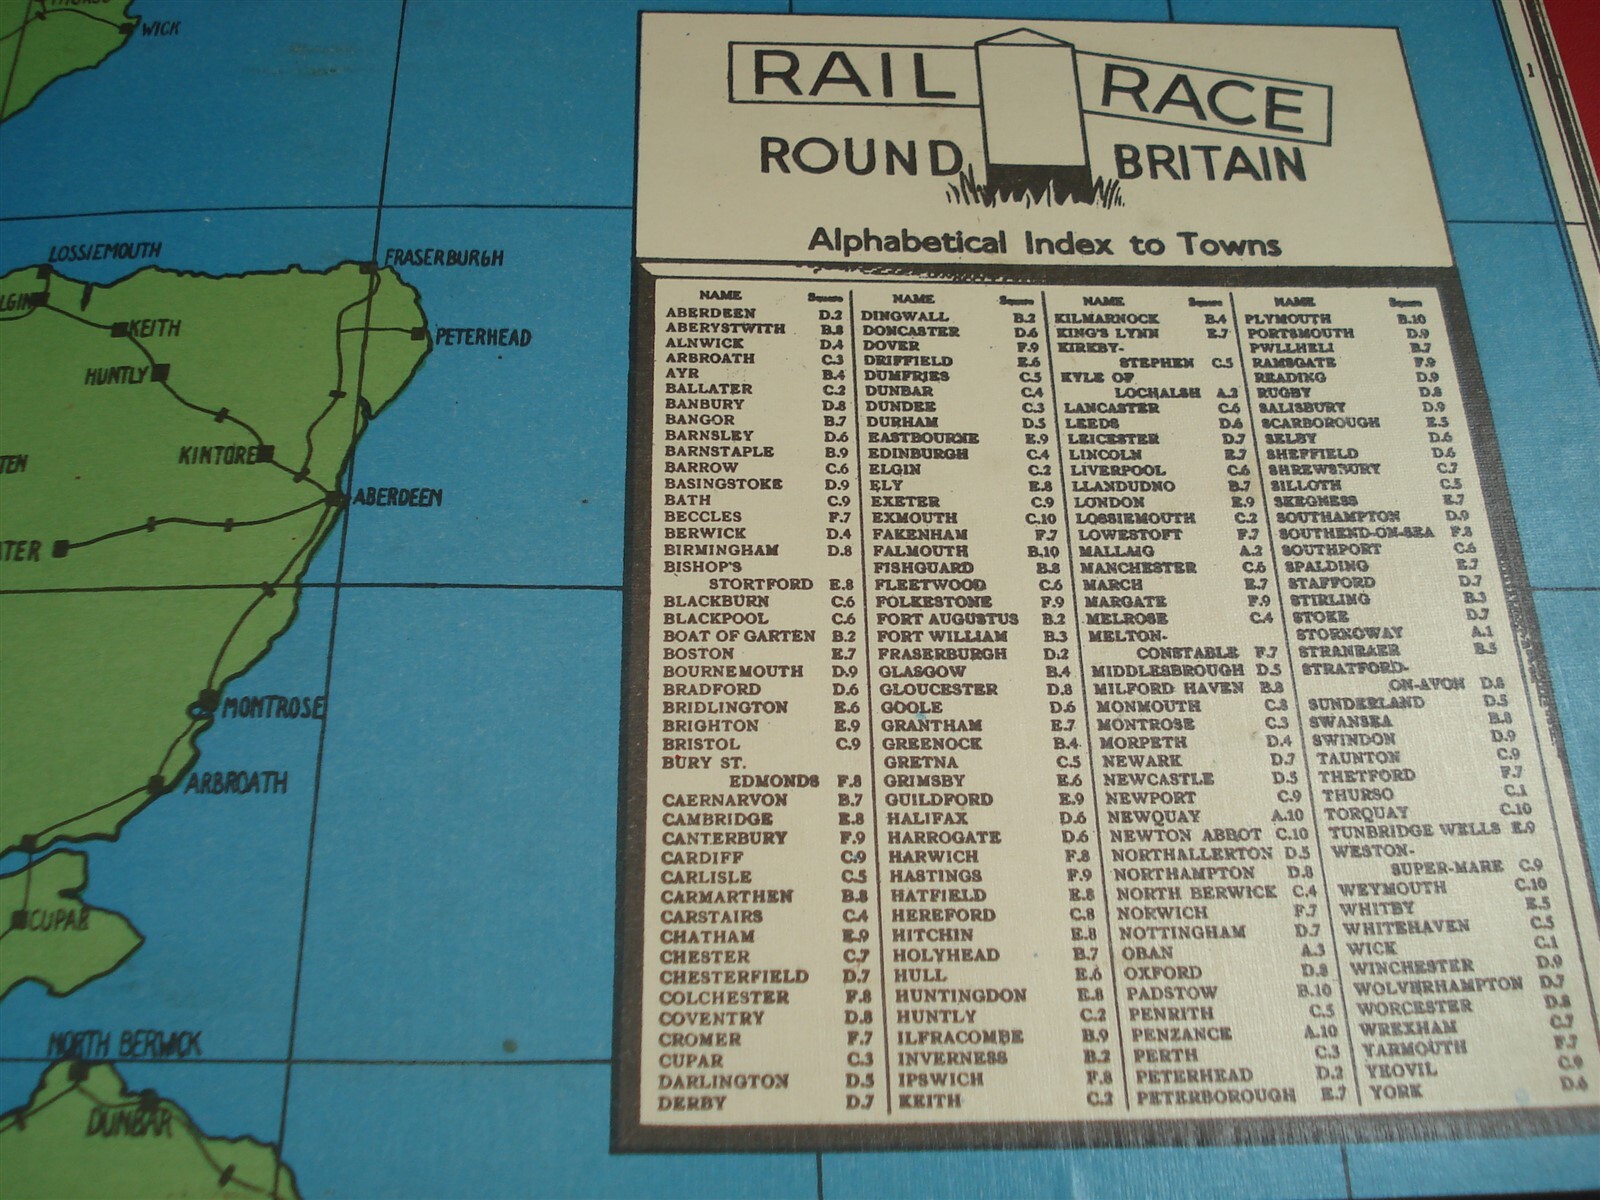 WICK
RAIL RACE
ROUND BRITAIN
Alphabetical Index to Towns
LOSSIEMOUTH
FRASERBURGH
KEITH
PETERHEAD
HUNTLY
KINTORE
ABERDEEN
MONTROSE
ARBROATH
CUPAR
NORTH BERWICK
DUNBAR
1
NAME Square
ABERDEEN D.2
ABERYSTWITH B.8
ALNWICK D.4
ARBROATH C.3
AYR B.4
BALLATER C.2
BANBURY D.8
BANGOR B.7
BARNSLEY D.6
BARNSTAPLE B.9
BARROW C.6
BASINGSTOKE D.9
BATH C.9
BECCLES F.7
BERWICK D.4
BIRMINGHAM D.8
BISHOP'S
STORTFORD E.8
BLACKBURN C.6
BLACKPOOL C.6
BOAT OF GARTEN B.2
BOSTON E.7
BOURNEMOUTH D.9
BRADFORD D.6
BRIDLINGTON E.6
BRIGHTON E.9
BRISTOL C.9
BURY ST.
EDMONDS F.8
CAERNARVON B.7
CAMBRIDGE E.8
CANTERBURY F.9
CARDIFF C.9
CARLISLE C.5
CARMARTHEN B.8
CARSTAIRS C.4
CHATHAM E.9
CHESTER C.7
CHESTERFIELD D.7
COLCHESTER F.8
COVENTRY D.8
CROMER F.7
CUPAR C.3
DARLINGTON D.5
DERBY D.7
NAME Square
DINGWALL B.2
DONCASTER D.6
DOVER F.9
DRIFFIELD E.6
DUMFRIES C.5
DUNBAR C.4
DUNDEE C.3
DURHAM D.5
EASTBOURNE E.9
EDINBURGH C.4
ELGIN C.2
ELY E.8
EXETER C.9
EXMOUTH C.10
FAKENHAM F.7
FALMOUTH B.10
FISHGUARD B.8
FLEETWOOD C.6
FOLKESTONE F.9
FORT AUGUSTUS B.2
FORT WILLIAM B.3
FRASERBURGH D.2
GLASGOW B.4
GLOUCESTER D.8
GOOLE D.6
GRANTHAM E.7
GREENOCK B.4
GRETNA C.5
GRIMSBY E.6
GUILDFORD E.9
HALIFAX D.6
HARROGATE D.6
HARWICH F.8
HASTINGS F.9
HATFIELD E.8
HEREFORD C.8
HITCHIN E.8
HOLYHEAD B.7
HULL E.6
HUNTINGDON E.8
HUNTLY C.2
ILFRACOMBE B.9
INVERNESS B.2
IPSWICH F.8
KEITH C.2
NAME Square
KILMARNOCK B.4
KING'S LYNN E.7
KIRKBY-
STEPHEN C.5
KYLE OF
LOCHALSH A.2
LANCASTER C.6
LEEDS D.6
LEICESTER D.7
LINCOLN E.7
LIVERPOOL C.6
LLANDUDNO B.7
LONDON E.9
LOSSIEMOUTH C.2
LOWESTOFT F.7
MALLAIG A.2
MANCHESTER C.6
MARCH E.7
MARGATE F.9
MELROSE C.4
MELTON-
CONSTABLE F.7
MIDDLESBROUGH D.5
MILFORD HAVEN B.8
MONMOUTH C.8
MONTROSE C.3
MORPETH D.4
NEWARK D.7
NEWCASTLE D.5
NEWPORT C.9
NEWQUAY A.10
NEWTON ABBOT C.10
NORTHALLERTON D.5
NORTHAMPTON D.8
NORTH BERWICK C.4
NORWICH F.7
NOTTINGHAM D.7
OBAN A.3
OXFORD D.8
PADSTOW B.10
PENRITH C.5
PENZANCE A.10
PERTH C.3
PETERHEAD D.2
PETERBOROUGH E.7
NAME Square
PLYMOUTH B.10
PORTSMOUTH D.9
PWLLHELI B.7
RAMSGATE F.9
READING D.9
RUGBY D.8
SALISBURY D.9
SCARBOROUGH E.5
SELBY D.6
SHEFFIELD D.6
SHREWSBURY C.7
SILLOTH C.5
SKEGNESS E.7
SOUTHAMPTON D.9
SOUTHEND-ON-SEA F.8
SOUTHPORT C.6
SPALDING E.7
STAFFORD D.7
STIRLING B.3
STOKE D.7
STORNOWAY A.1
STRANRAER B.5
STRATFORD-
ON-AVON D.8
SUNDERLAND D.5
SWANSEA B.8
SWINDON D.9
TAUNTON C.9
THETFORD F.7
THURSO C.1
TORQUAY C.10
TUNBRIDGE WELLS E.9
WESTON-
SUPER-MARE C.9
WEYMOUTH C.10
WHITBY E.5
WHITEHAVEN C.5
WICK C.1
WINCHESTER D.9
WOLVERHAMPTON D.7
WORCESTER D.8
WREXHAM C.7
YARMOUTH F.7
YEOVIL C.9
YORK D.6